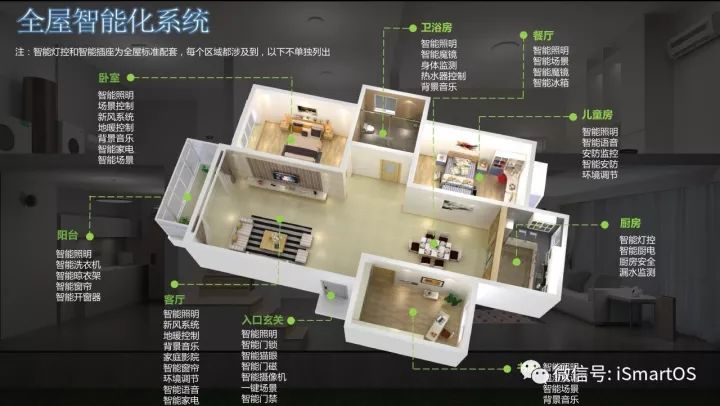 全屋智能化系统
注：智能灯控和智能插座为全屋标准配套，每个区域都涉及到，以下不单独列出
卧室
智能照明
场景控制
新风系统
地暖控制
背景音乐
智能家电
智能场景
卫浴房
智能照明
智能魔镜
身体监测
热水器控制
背景音乐
餐厅
智能照明
智能场景
智能魔镜
智能冰箱
儿童房
智能照明
智能语音
安防监控
智能安防
环境调节
厨房
智能灯控
智能厨电
厨房安全
漏水监测
阳台
智能照明
智能洗衣机
智能晾衣架
智能窗帘
智能开窗器
客厅
智能照明
新风系统
地暖控制
背景音乐
家庭影院
智能窗帘
环境调节
智能语音
智能家电
入口玄关
智能照明
智能门锁
智能猫眼
智能门磁
智能摄像机
一键场景
智能门禁
智能照明
背景音乐
微信号: iSmartOS